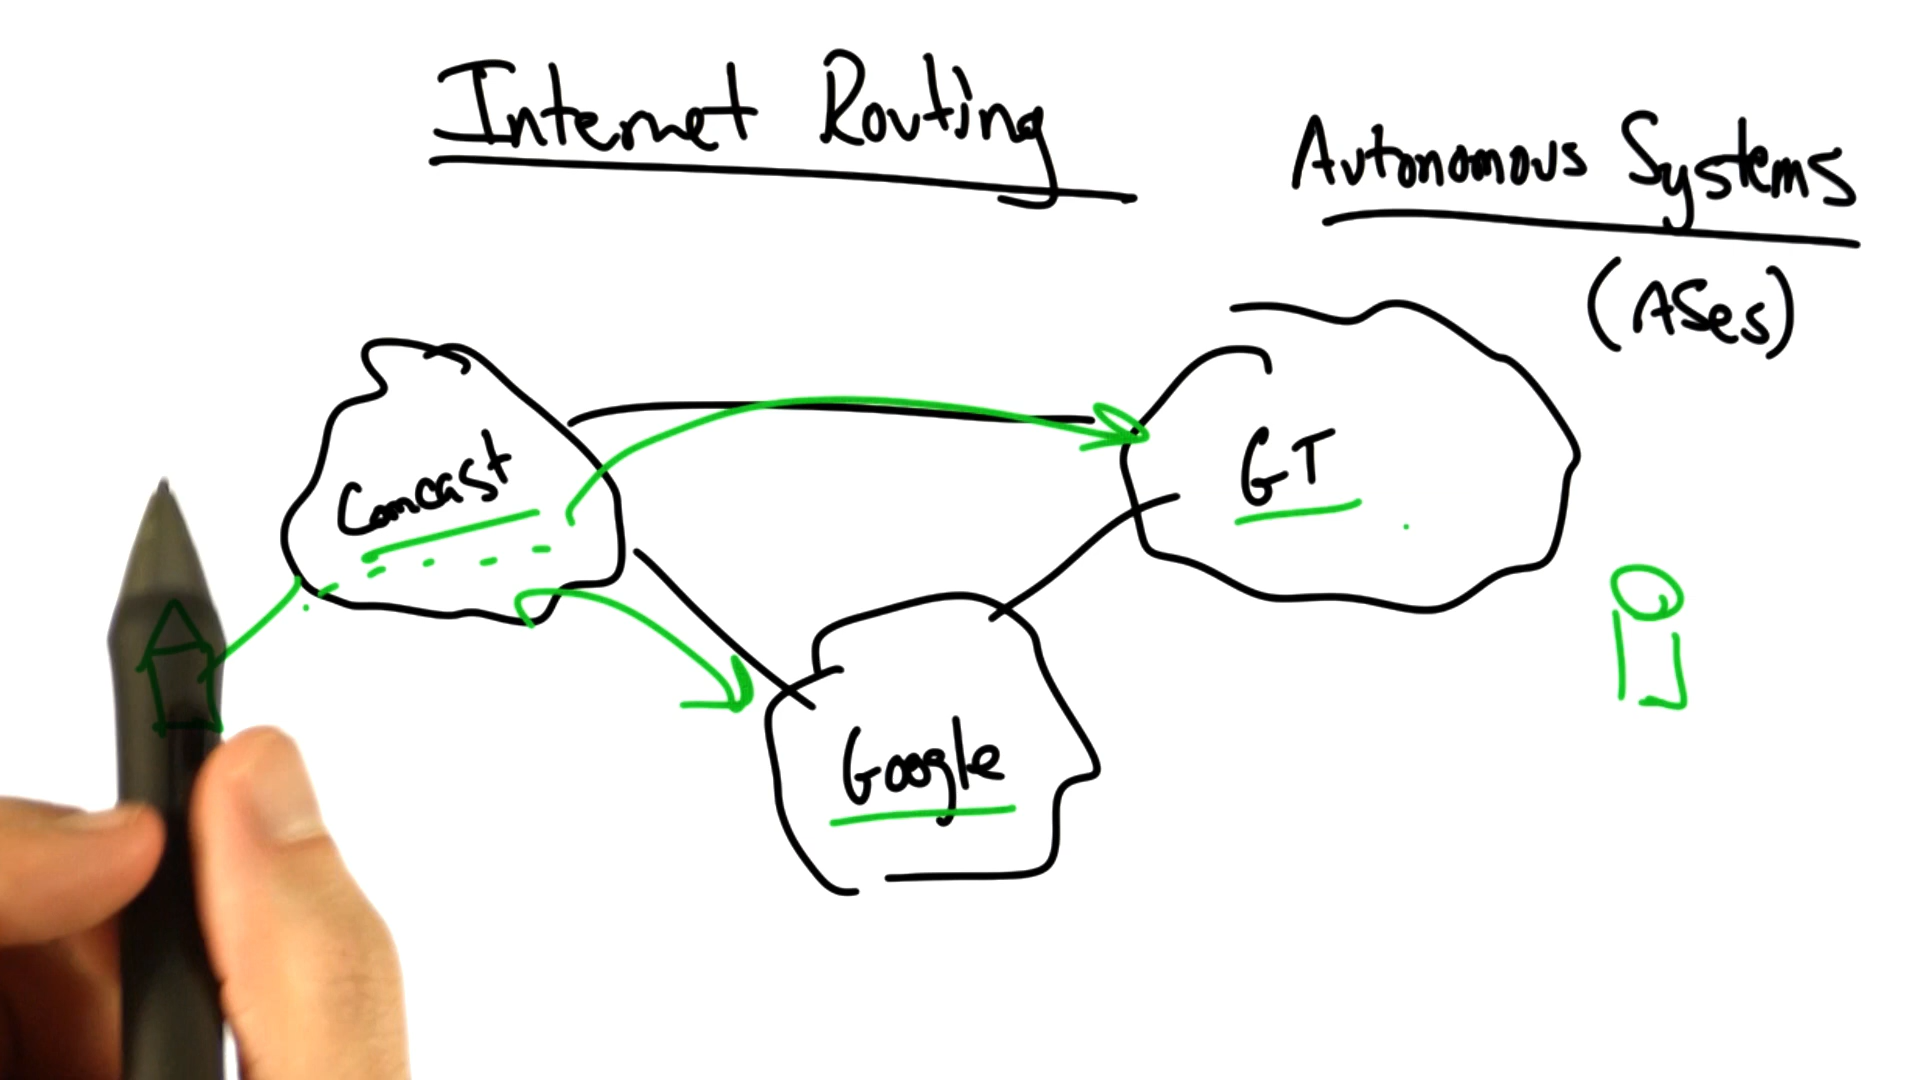 Internet Routing
Autonomous Systems
(ASes)
Comcast
GT
Google